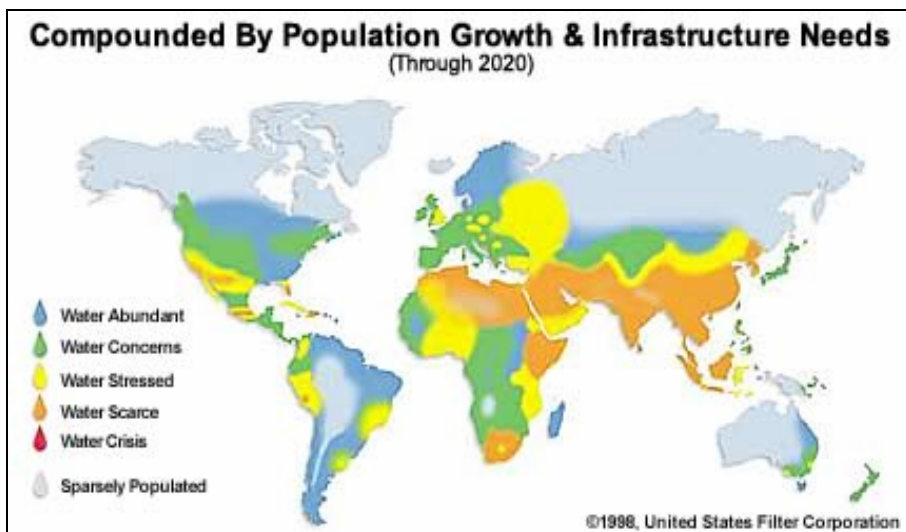 Compounded By Population Growth & Infrastructure Needs
(Through 2020)
Water Abundant
Water Concerns
Water Stressed
Water Scarce
Water Crisis
Sparsely Populated
©1998, United States Filter Corporation